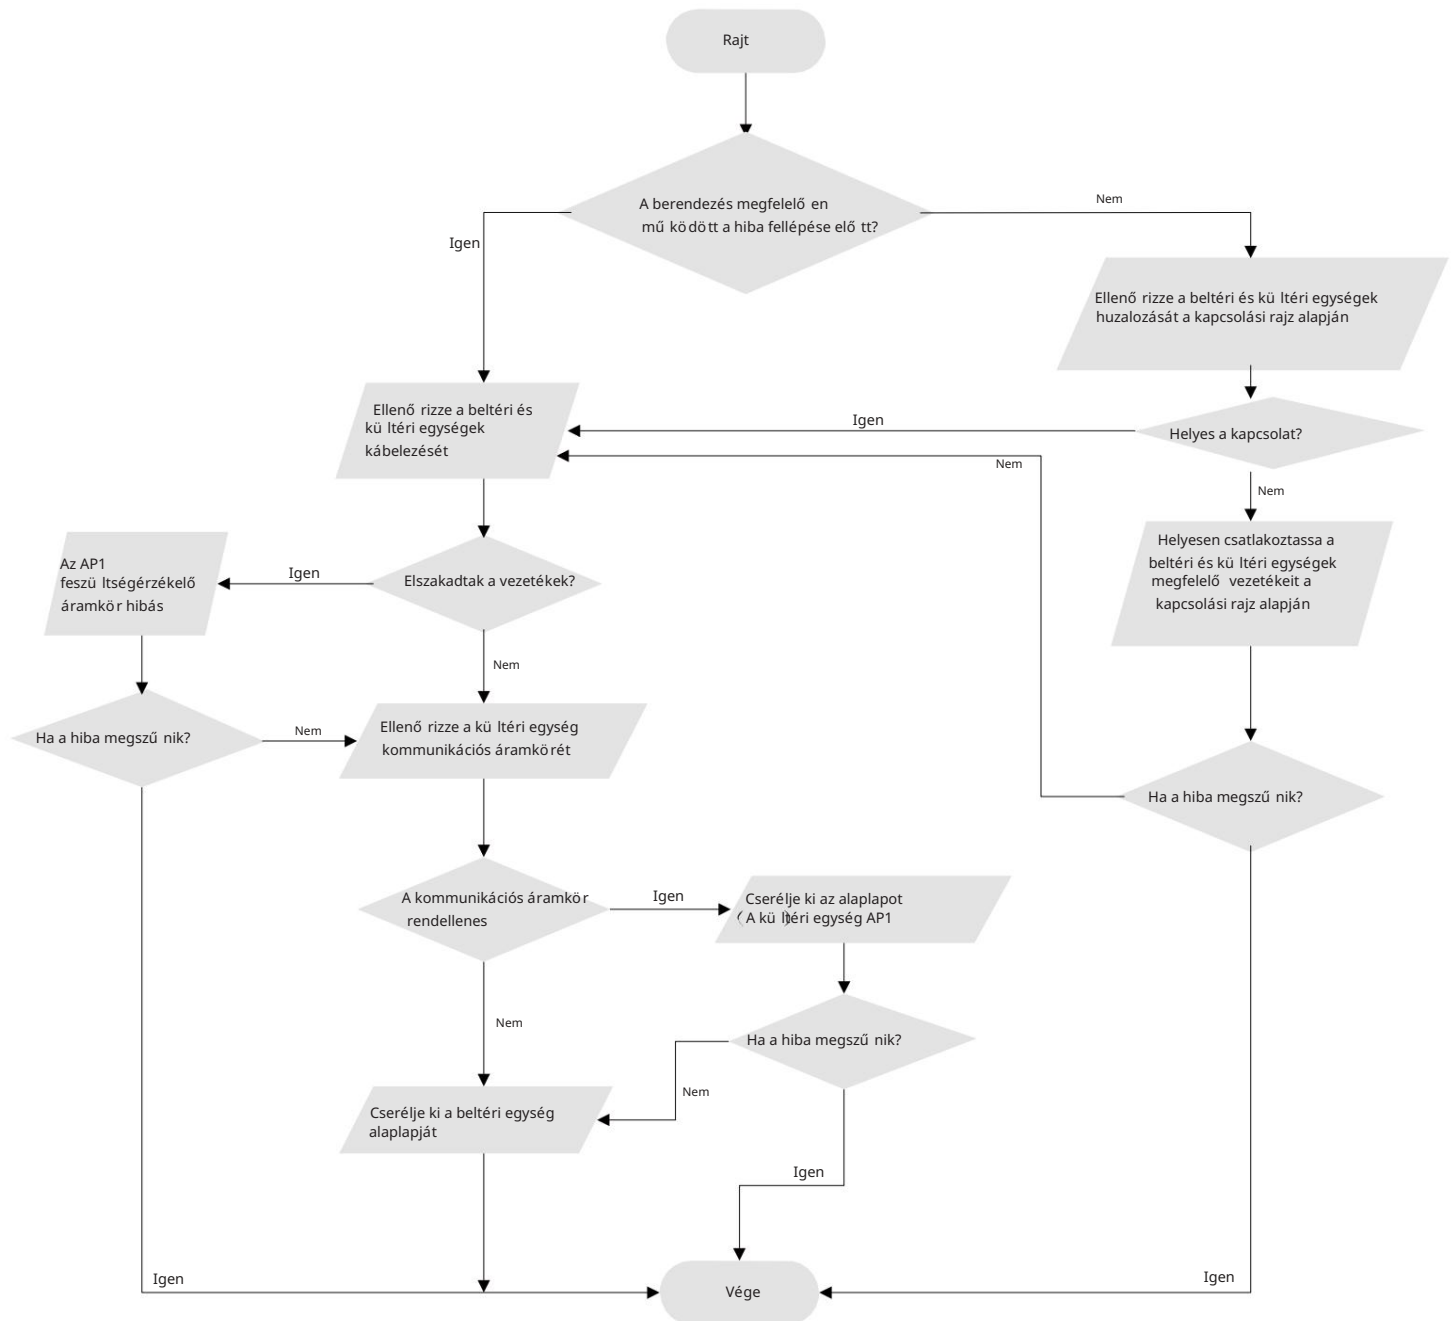 Rajt
A berendezés megfelelő en
mű ködött a hiba fellépése elő tt?
Nem
Igen
Ellenő rizze a beltéri és kü ltéri egységek
huzalozását a kapcsolási rajz alapján
Ellenő rizze a beltéri és
kü ltéri egységek
kábelezését
Igen
Helyes a kapcsolat?
Nem
Nem
Helyesen csatlakoztassa a
beltéri és kü ltéri egységek
megfelelő vezetékeit a
kapcsolási rajz alapján
Az AP1
feszü ltségérzékelő
áramkör hibás
Igen
Elszakadtak a vezetékek?
Nem
Ha a hiba megszű nik?
Nem
Ellenő rizze a kü ltéri egység
kommunikációs áramkörét
Ha a hiba megszű nik?
A kommunikációs áramkör
rendellenes
Igen
Cserélje ki az alaplapot
(A kü ltéri egység AP1)
Nem
Ha a hiba megszű nik?
Nem
Cserélje ki a beltéri egység
alaplapját
Igen
Igen
Igen
Vége